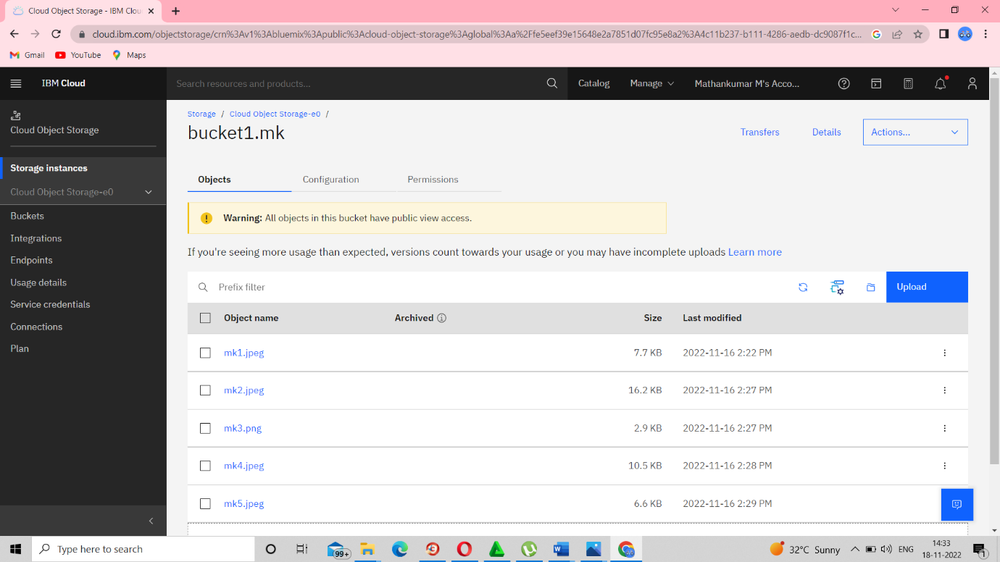 Cloud Object Storage - IBM Clou
cloud.ibm.com/objectstorage/crn%3Av1%3Abluemix%3Apublic%3Acloud-object-storage%3Aglobal%3Aa%2Ffe5eef39e15648e2a7851d07fc95e8a2%3A4c11b237-b111-4286-aedb-dc9087f1c...
Gmail YouTube Maps
IBM Cloud
Search resources and products...
Catalog Manage Mathankumar M's Acco...
Cloud Object Storage
Storage instances
Cloud Object Storage-e0
Buckets
Integrations
Endpoints
Usage details
Service credentials
Connections
Plan
Storage / Cloud Object Storage-e0 /
bucket1.mk
Transfers Details Actions...
Objects Configuration Permissions
Warning: All objects in this bucket have public view access.
If you're seeing more usage than expected, versions count towards your usage or you may have incomplete uploads Learn more
Prefix filter Upload
Object name Archived Size Last modified
mk1.jpeg 7.7 KB 2022-11-16 2:22 PM
mk2.jpeg 16.2 KB 2022-11-16 2:27 PM
mk3.png 2.9 KB 2022-11-16 2:27 PM
mk4.jpeg 10.5 KB 2022-11-16 2:28 PM
mk5.jpeg 6.6 KB 2022-11-16 2:29 PM
Type here to search
99+
32°C Sunny
ENG
14:33
18-11-2022
1